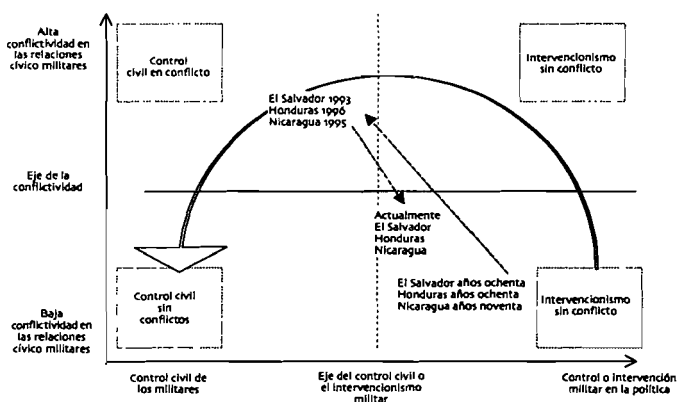 Alta
conflictividad en
las relaciones
cívico militares
Control
civil en conflicto
Intervencionismo
sin conflicto
El Salvador 1993
Honduras 1996
Nicaragua 1995
Eje de la
conflictividad
Actualmente
El Salvador
Honduras
Nicaragua
El Salvador años ochenta
Honduras años ochenta
Nicaragua años noventa
Control civil
sin
conflictos
Intervencionismo
sin conflicto
Baja
conflictividad en
las relaciones
cívico militares
Control civil de
los militares
Eje del control civil o
el intervencionismo
militar
Control o intervención
militar en la política